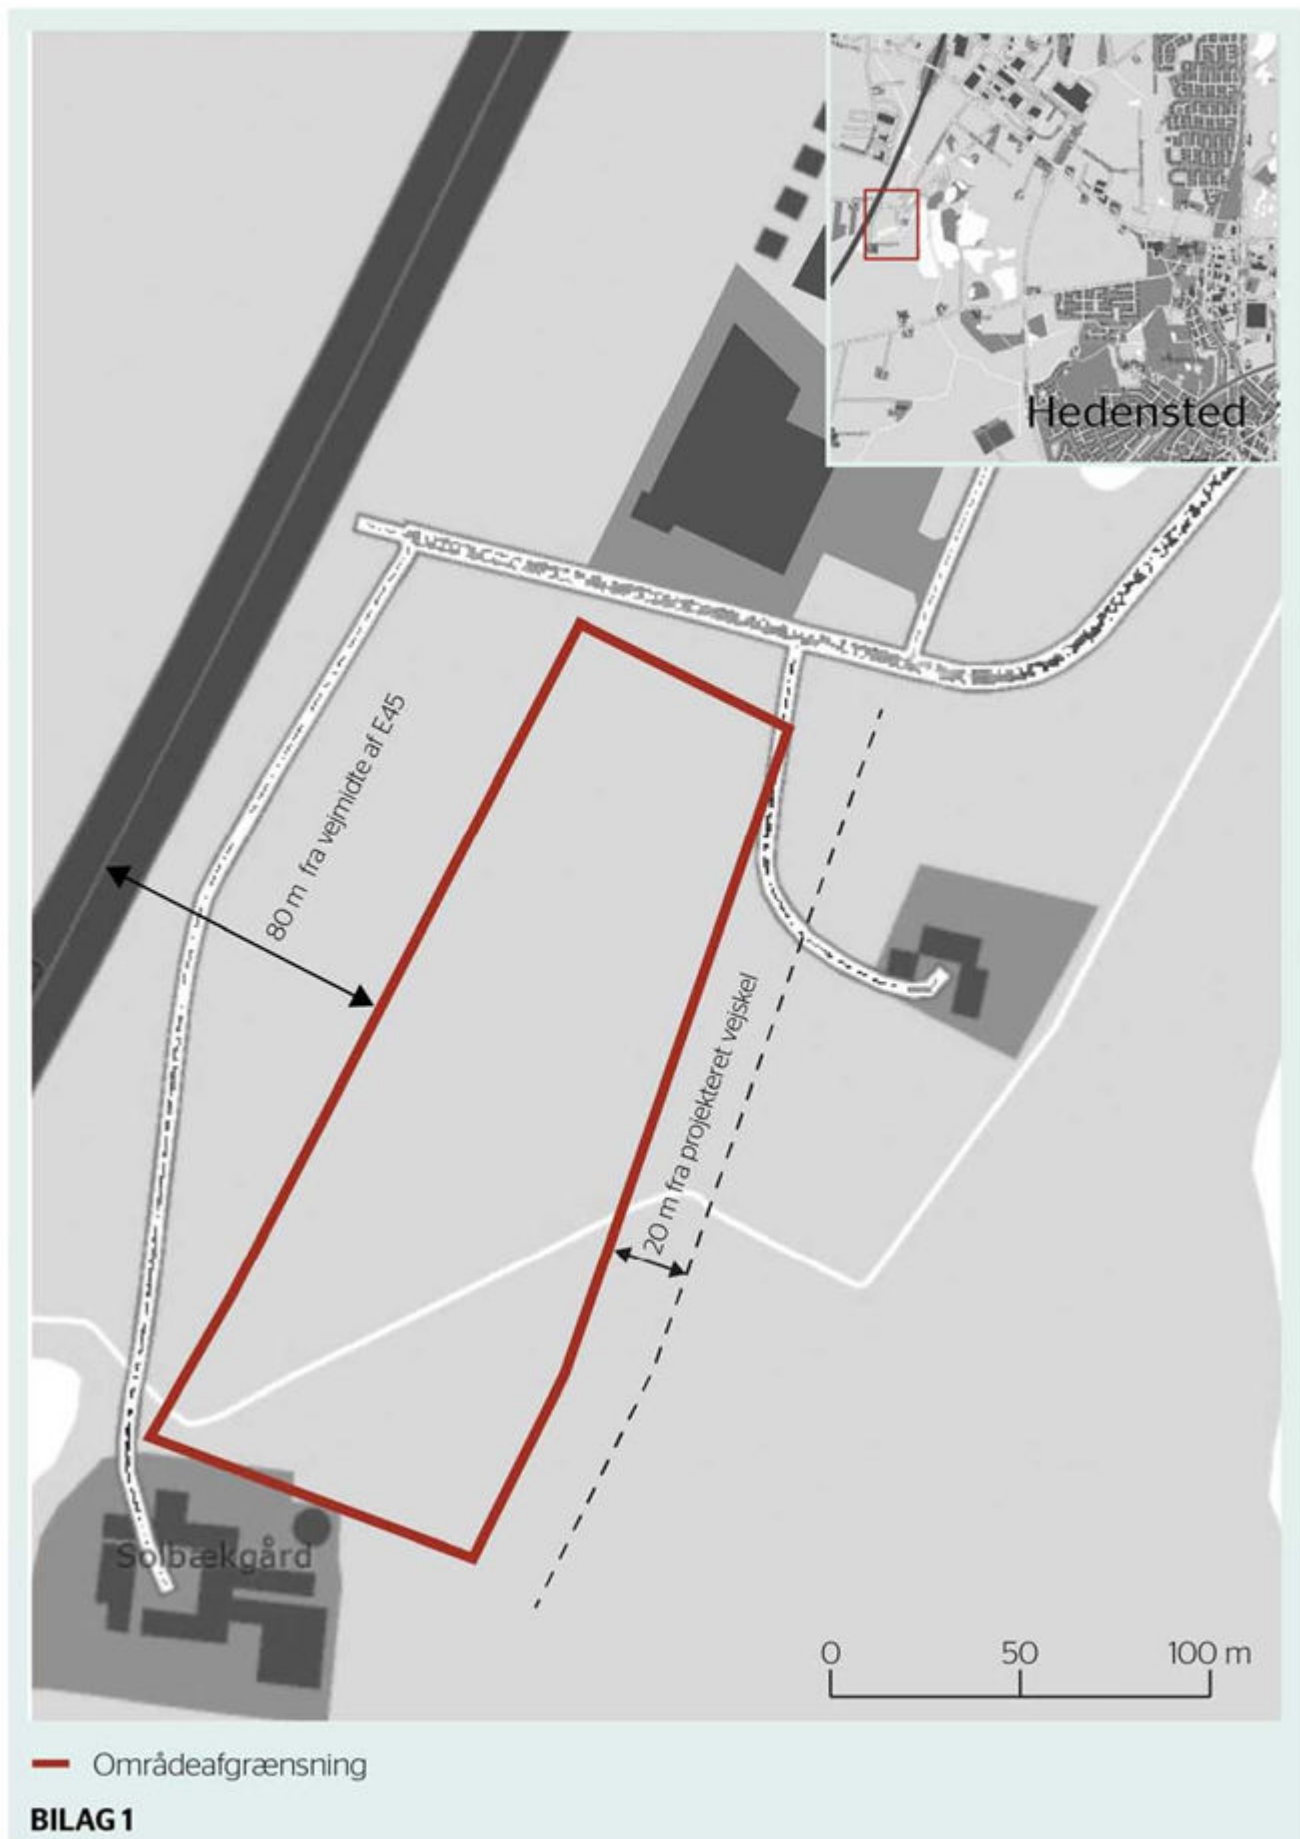 Hedensted
80 m fra vejmidte af E45
20 m fra projekteret vejskel
Solbækgård
0 50 100 m
Områdeafgrænsning
BILAG 1